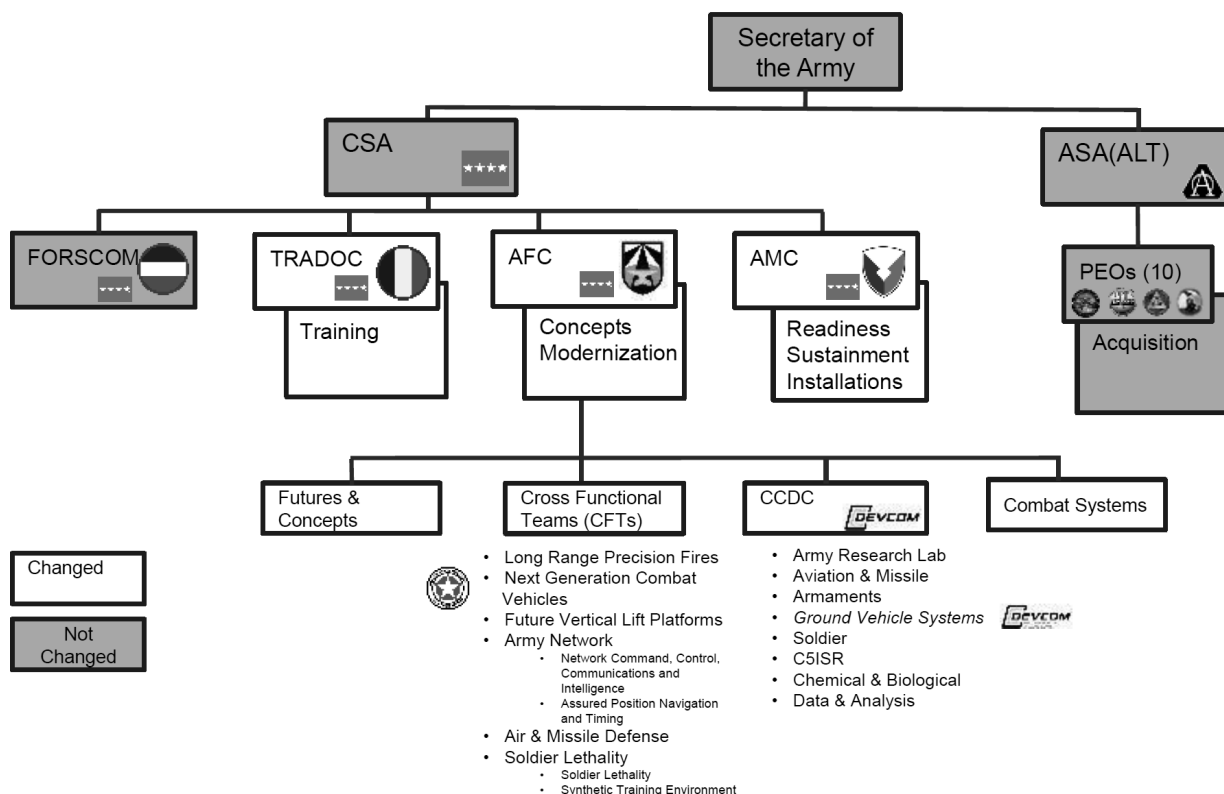 Secretary of
the Army
CSA
ASA(ALT)
FORSCOM
TRADOC
AFC
AMC
PEOs (10)
Training
Concepts
Modernization
Readiness
Sustainment
Installations
Acquisition
Futures &
Concepts
Cross Functional
Teams (CFTs)
CCDC
DEVCOM
Combat Systems
Changed
Not
Changed
• Long Range Precision Fires
• Next Generation Combat
Vehicles
• Future Vertical Lift Platforms
• Army Network
• Network Command, Control,
Communications and
Intelligence
• Assured Position Navigation
and Timing
• Air & Missile Defense
• Soldier Lethality
• Soldier Lethality
• Synthetic Training Environment
• Army Research Lab
• Aviation & Missile
• Armaments
• Ground Vehicle Systems
DEVCOM
• Soldier
• C5ISR
• Chemical & Biological
• Data & Analysis